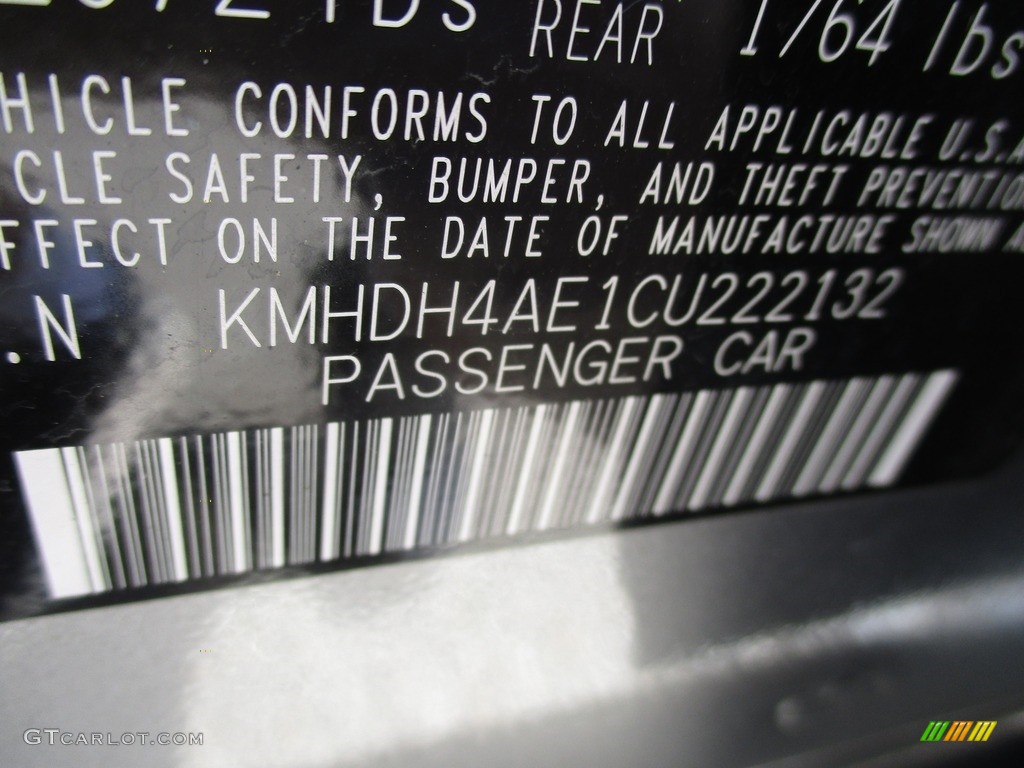 REAR 1764 lbs
HICLE CONFORMS TO ALL APPLICABLE U.S.A
CLE SAFETY, BUMPER, AND THEFT PREVENTION
FFECT ON THE DATE OF MANUFACTURE SHOWN A
.N KMHDH4AE1CU222132
PASSENGER CAR
GTCARLOT.COM